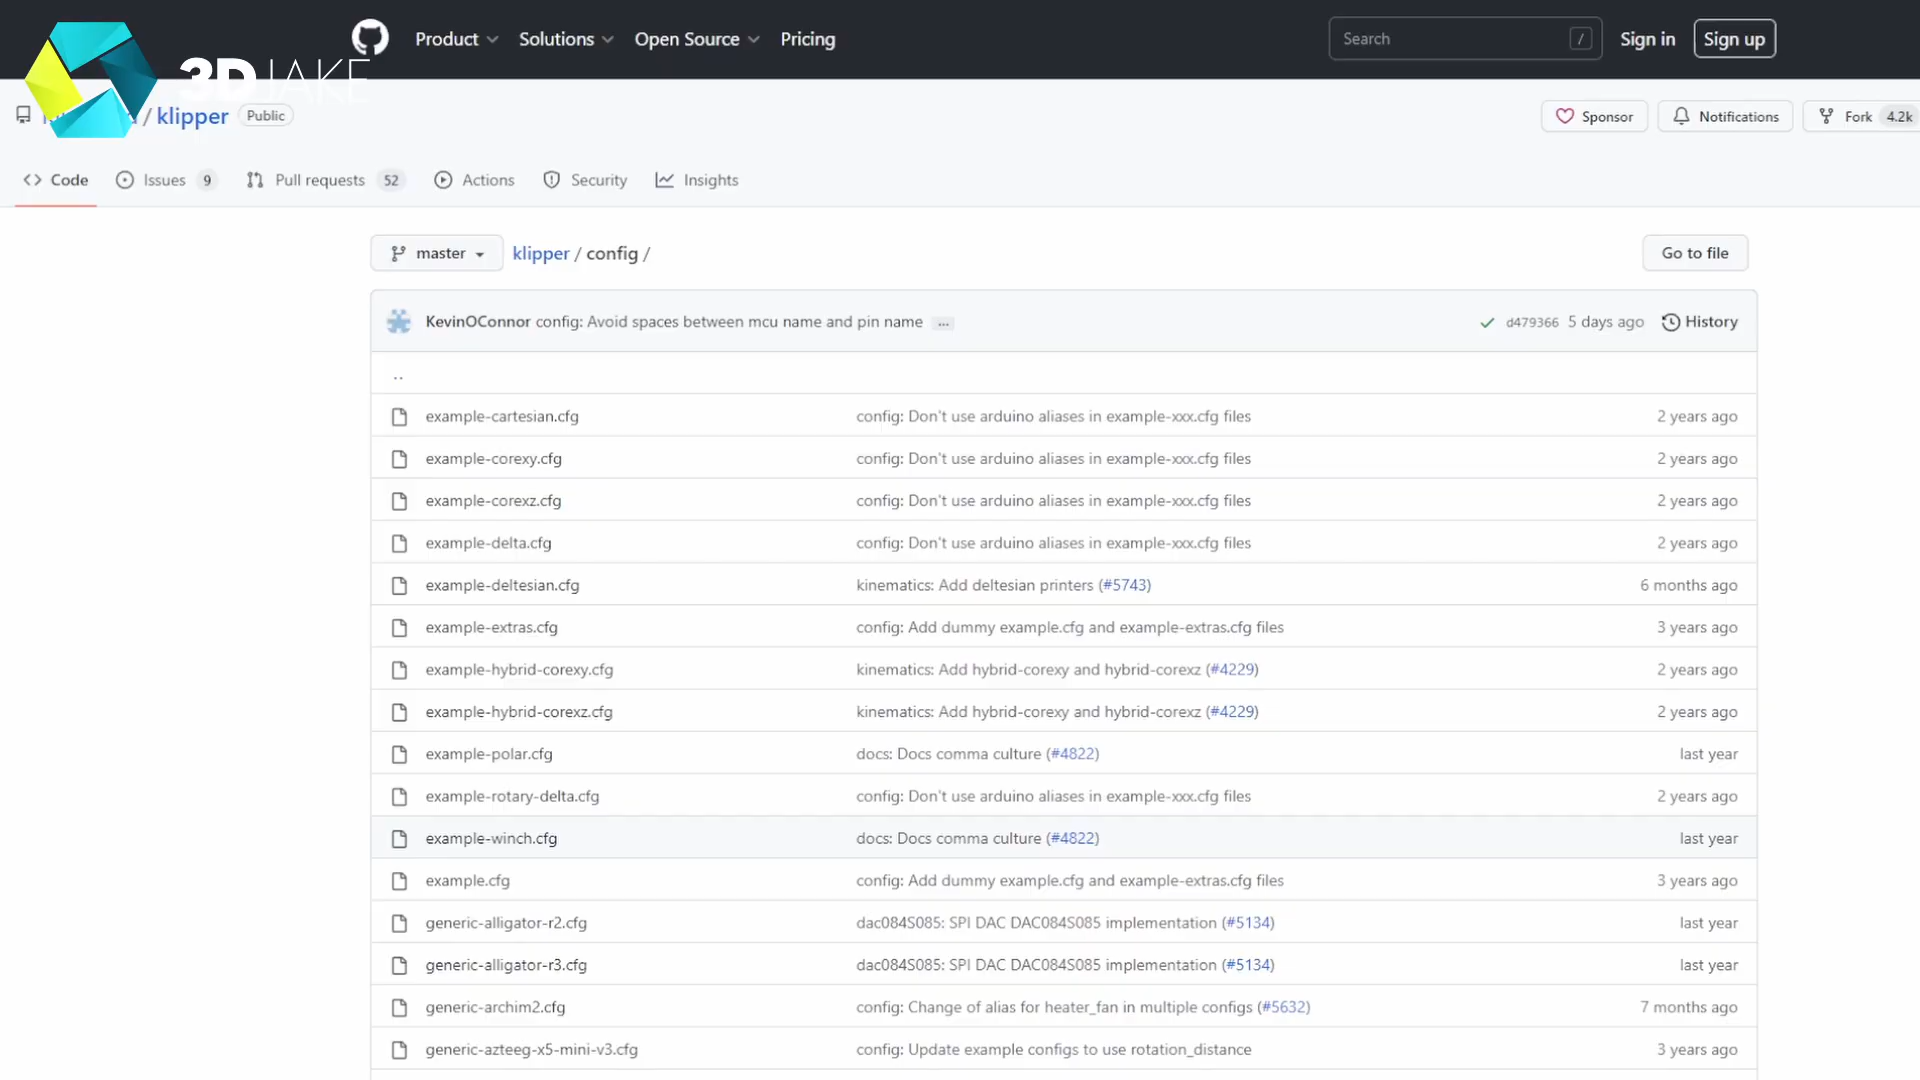 Product Solutions Open Source Pricing Search / Sign in Sign up
3DJAKE
/ klipper Public Sponsor Notifications Fork 4.2k
Code Issues 9 Pull requests 52 Actions Security Insights
master klipper / config / Go to file
KevinOConnor config: Avoid spaces between mcu name and pin name ... d479366 5 days ago History
..
example-cartesian.cfg config: Don't use arduino aliases in example-xxx.cfg files 2 years ago
example-corexy.cfg config: Don't use arduino aliases in example-xxx.cfg files 2 years ago
example-corexz.cfg config: Don't use arduino aliases in example-xxx.cfg files 2 years ago
example-delta.cfg config: Don't use arduino aliases in example-xxx.cfg files 2 years ago
example-deltesian.cfg kinematics: Add deltesian printers (#5743) 6 months ago
example-extras.cfg config: Add dummy example.cfg and example-extras.cfg files 3 years ago
example-hybrid-corexy.cfg kinematics: Add hybrid-corexy and hybrid-corexz (#4229) 2 years ago
example-hybrid-corexz.cfg kinematics: Add hybrid-corexy and hybrid-corexz (#4229) 2 years ago
example-polar.cfg docs: Docs comma culture (#4822) last year
example-rotary-delta.cfg config: Don't use arduino aliases in example-xxx.cfg files 2 years ago
example-winch.cfg docs: Docs comma culture (#4822) last year
example.cfg config: Add dummy example.cfg and example-extras.cfg files 3 years ago
generic-alligator-r2.cfg dac084S085: SPI DAC DAC084S085 implementation (#5134) last year
generic-alligator-r3.cfg dac084S085: SPI DAC DAC084S085 implementation (#5134) last year
generic-archim2.cfg config: Change of alias for heater_fan in multiple configs (#5632) 7 months ago
generic-azteeg-x5-mini-v3.cfg config: Update example configs to use rotation_distance 3 years ago